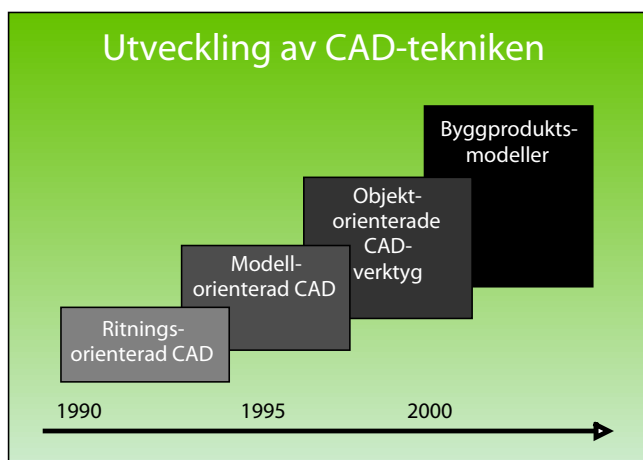 Utveckling av CAD-tekniken
Byggprodukts-
modeller
Objekt-
orienterade
CAD-
verktyg
Modell-
orienterad CAD
Ritnings-
orienterad CAD
1990 1995 2000